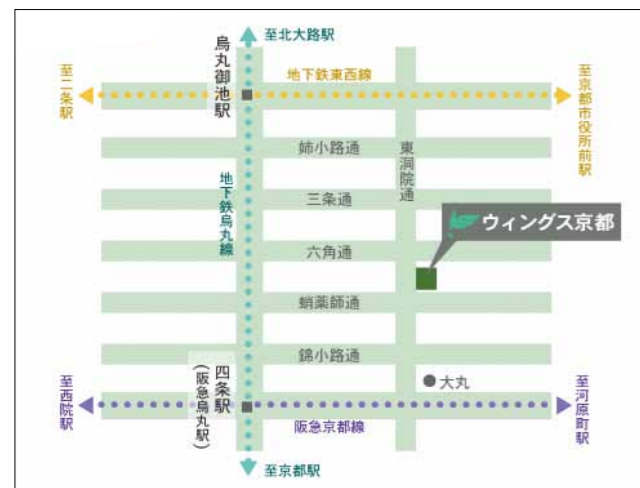 至北大路駅
烏丸御池駅
地下鉄東西線
至二条駅
至京都市役所前駅
姉小路通
東洞院通
三条通
地下鉄烏丸線
ウィングス京都
六角通
蛸薬師通
錦小路通
四条駅
(阪急烏丸駅)
大丸
至西院駅
至河原町駅
阪急京都線
至京都駅